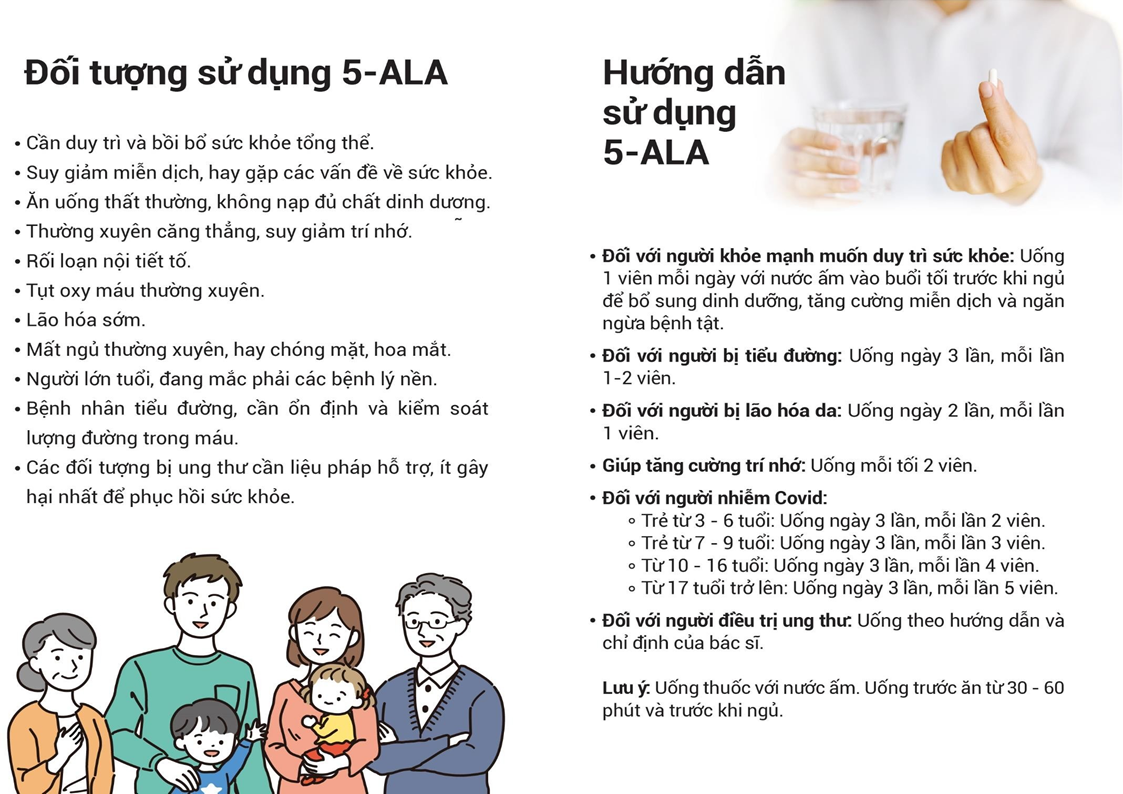 Đối tượng sử dụng 5-ALA
• Cần duy trì và bồi bổ sức khỏe tổng thể.
• Suy giảm miễn dịch, hay gặp các vấn đề về sức khỏe.
• Ăn uống thất thường, không nạp đủ chất dinh dương.
• Thường xuyên căng thẳng, suy giảm trí nhớ. ~
• Rối loạn nội tiết tố.
• Tụt oxy máu thường xuyên.
• Lão hóa sớm.
• Mất ngủ thường xuyên, hay chóng mặt, hoa mắt.
• Người lớn tuổi, đang mắc phải các bệnh lý nền.
• Bệnh nhân tiểu đường, cần ổn định và kiểm soát
lượng đường trong máu.
• Các đối tượng bị ung thư cần liệu pháp hỗ trợ, ít gây
hại nhất để phục hồi sức khỏe.
Hướng dẫn
sử dụng
5-ALA
• Đối với người khỏe mạnh muốn duy trì sức khỏe: Uống
1 viên mỗi ngày với nước ấm vào buổi tối trước khi ngủ
để bổ sung dinh dưỡng, tăng cường miễn dịch và ngăn
ngừa bệnh tật.
• Đối với người bị tiểu đường: Uống ngày 3 lần, mỗi lần
1-2 viên.
• Đối với người bị lão hóa da: Uống ngày 2 lần, mỗi lần
1 viên.
• Giúp tăng cường trí nhớ: Uống mỗi tối 2 viên.
• Đối với người nhiễm Covid:
∘ Trẻ từ 3 - 6 tuổi: Uống ngày 3 lần, mỗi lần 2 viên.
∘ Trẻ từ 7 - 9 tuổi: Uống ngày 3 lần, mỗi lần 3 viên.
∘ Từ 10 - 16 tuổi: Uống ngày 3 lần, mỗi lần 4 viên.
∘ Từ 17 tuổi trở lên: Uống ngày 3 lần, mỗi lần 5 viên.
• Đối với người điều trị ung thư: Uống theo hướng dẫn và
chỉ định của bác sĩ.
Lưu ý: Uống thuốc với nước ấm. Uống trước ăn từ 30 - 60
phút và trước khi ngủ.